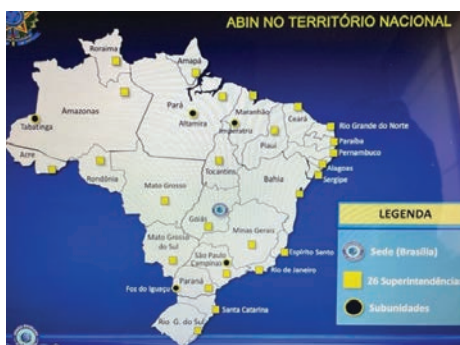 ABIN NO TERRITÓRIO NACIONAL
Roraima
Amapá
Amazonas
Pará
Maranhão
Ceará
Tabatinga
Altamira
Imperatriz
Rio Grande do Norte
Paraíba
Piauí
Pernambuco
Acre
Alagoas
Rondônia
Tocantins
Sergipe
Mato Grosso
Bahia
Goiás
Mato Grosso
do Sul
Minas Gerais
São Paulo
Campinas
Espírito Santo
Rio de Janeiro
Foz do Iguaçu
Paraná
Santa Catarina
Rio G. do Sul
LEGENDA
Sede (Brasília)
26 Superintendências
Subunidades